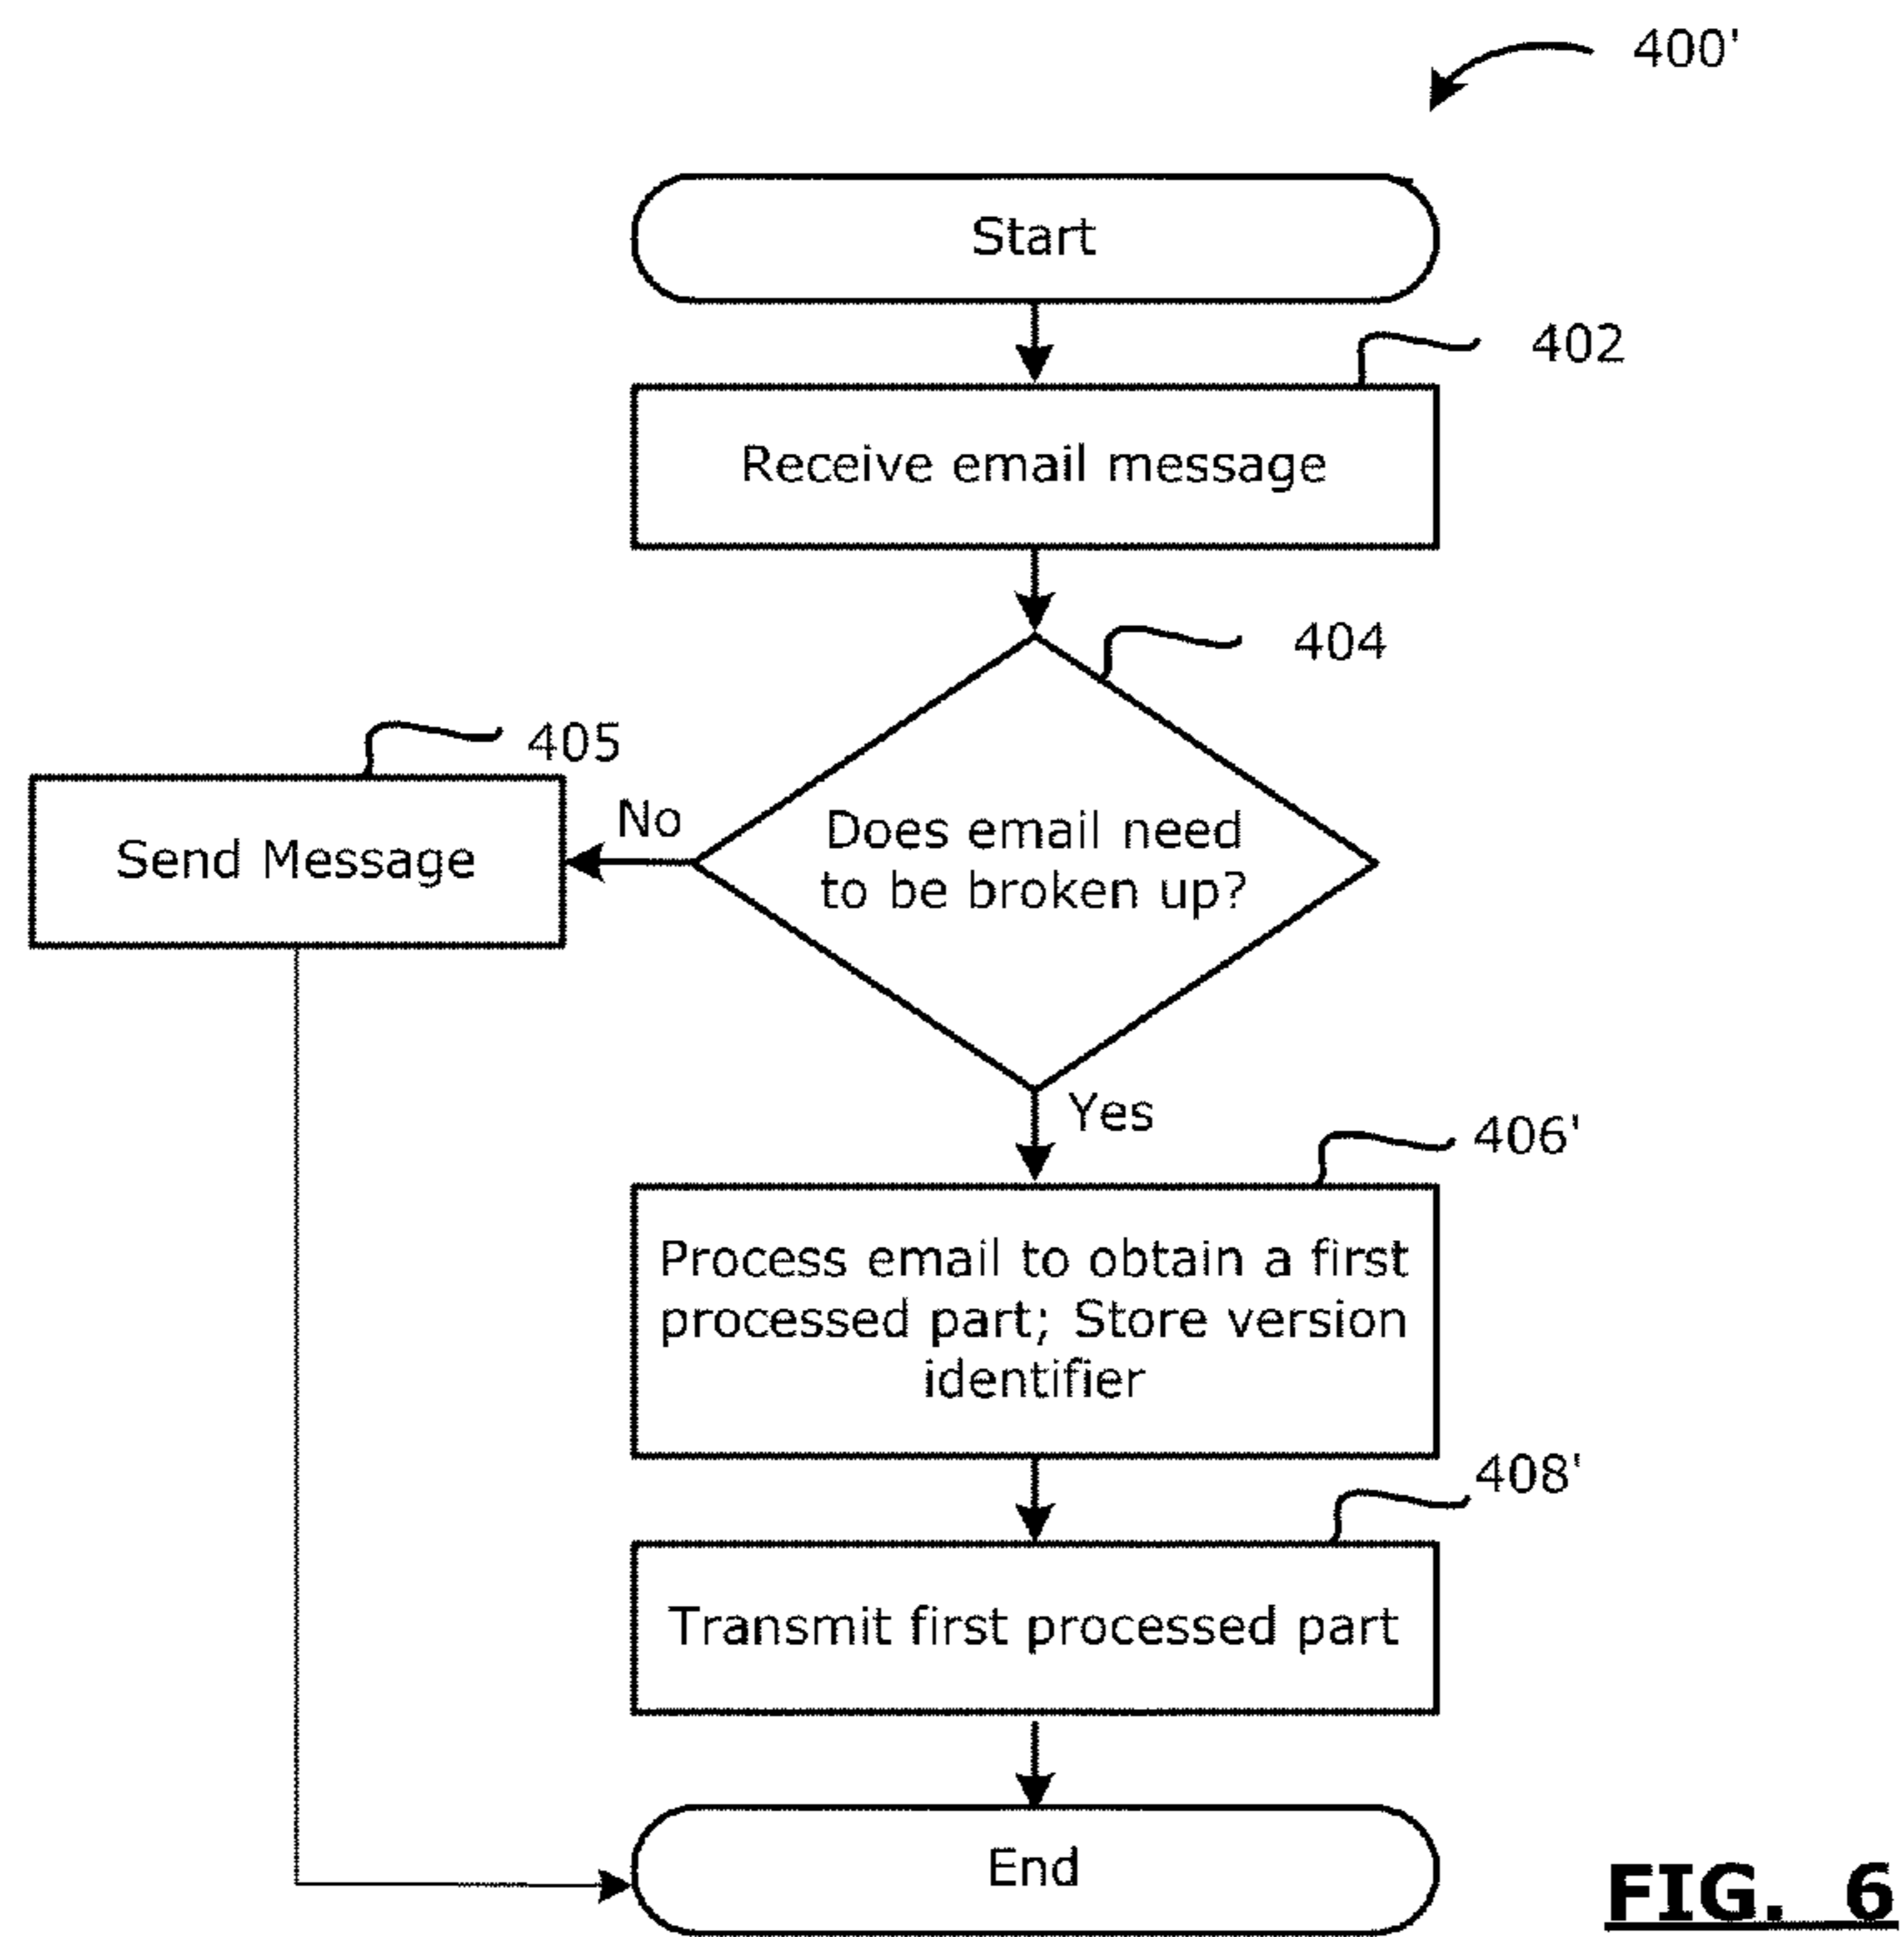 400'
Start
402
Receive email message
404
405
No
Send Message
Does email need
to be broken up?
Yes
406'
Process email to obtain a first
processed part; Store version
identifier
408'
Transmit first processed part
End
FIG. 6